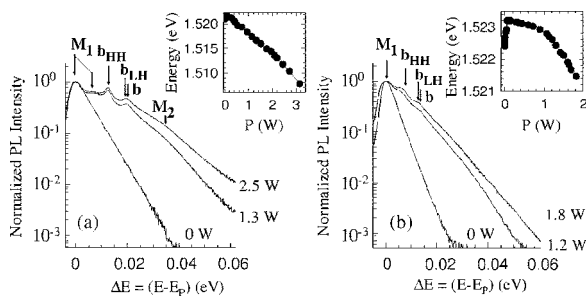 Energy (eV)
1.520
1.515
1.510
0 1 2 3
P (W)
Normalized PL Intensity
10⁰
10⁻¹
10⁻²
10⁻³
M₁
bHH
bLH
b
M₂
2.5 W
1.3 W
0 W
(a)
0 0.02 0.04 0.06
ΔE = (E-Eₚ) (eV)
Energy (eV)
1.523
1.522
1.521
0 1 2
P (W)
Normalized PL Intensity
10⁰
10⁻¹
10⁻²
10⁻³
M₁
bHH
bLH
b
1.8 W
1.2 W
0 W
(b)
0 0.02 0.04 0.06
ΔE = (E-Eₚ) (eV)